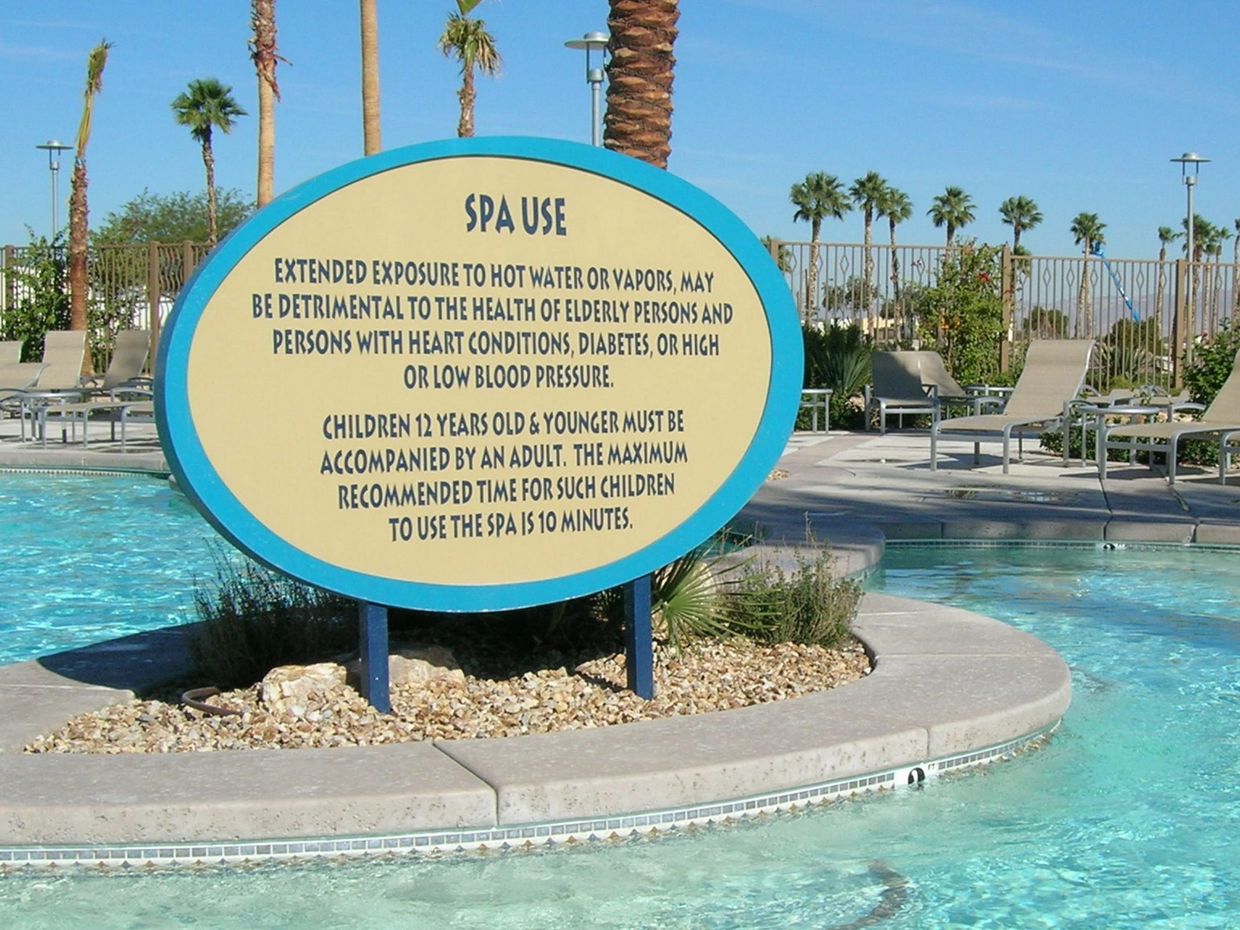 SPA USE
EXTENDED EXPOSURE TO HOT WATER OR VAPORS, MAY
BE DETRIMENTAL TO THE HEALTH OF ELDERLY PERSONS AND
PERSONS WITH HEART CONDITIONS, DIABETES, OR HIGH
OR LOW BLOOD PRESSURE.
CHILDREN 12 YEARS OLD & YOUNGER MUST BE
ACCOMPANIED BY AN ADULT. THE MAXIMUM
RECOMMENDED TIME FOR SUCH CHILDREN
TO USE THE SPA IS 10 MINUTES.
FT